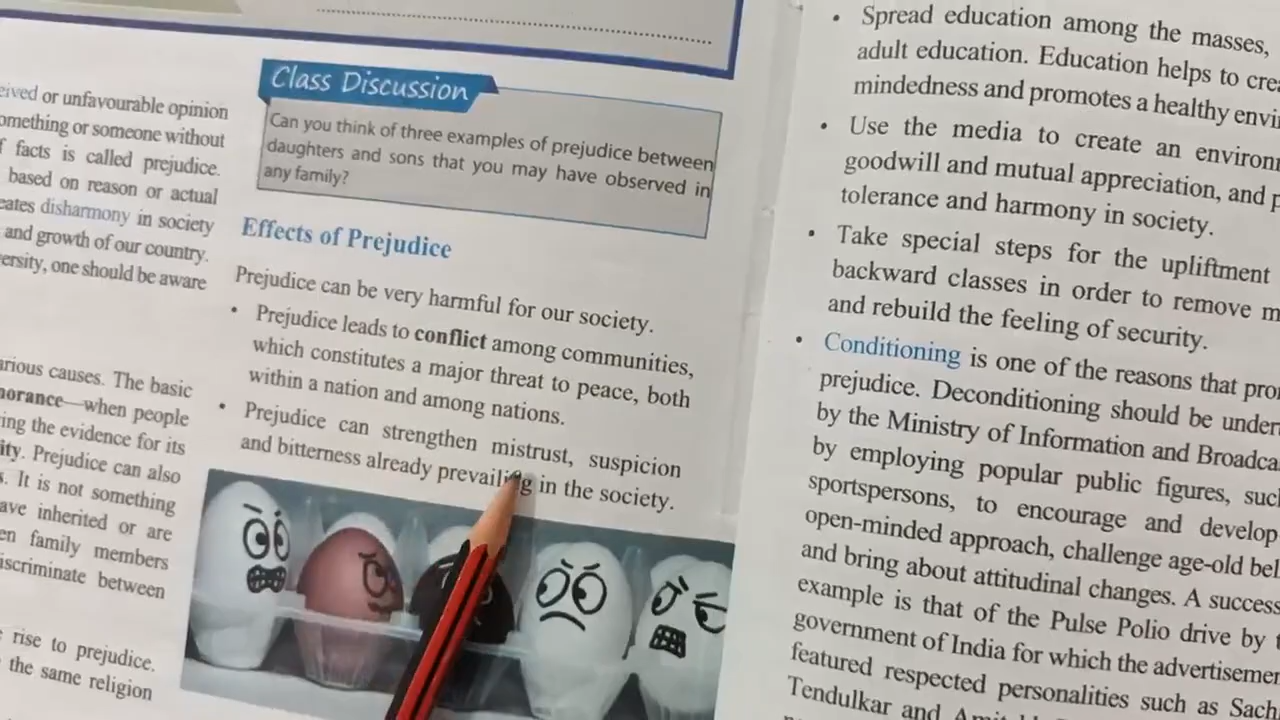 eived or unfavourable opinion
omething or someone without
f facts is called prejudice.
based on reason or actual
eates disharmony in society
and growth of our country.
ersity, one should be aware
arious causes. The basic
norance—when people
ring the evidence for its
ity. Prejudice can also
s. It is not something
ave inherited or are
en family members
iscriminate between
rise to prejudice.
the same religion
Class Discussion
Can you think of three examples of prejudice between
daughters and sons that you may have observed in
any family?
Effects of Prejudice
Prejudice can be very harmful for our society.
• Prejudice leads to conflict among communities,
which constitutes a major threat to peace, both
within a nation and among nations.
• Prejudice can strengthen mistrust, suspicion
and bitterness already prevailing in the society.
• Spread education among the masses,
adult education. Education helps to crea
mindedness and promotes a healthy envi
• Use the media to create an environm
goodwill and mutual appreciation, and p
tolerance and harmony in society.
• Take special steps for the upliftment
backward classes in order to remove m
and rebuild the feeling of security.
• Conditioning is one of the reasons that pro
prejudice. Deconditioning should be under
by the Ministry of Information and Broadca
by employing popular public figures, suc
sportspersons, to encourage and develop
open-minded approach, challenge age-old bel
and bring about attitudinal changes. A success
example is that of the Pulse Polio drive by t
government of India for which the advertisemen
featured respected personalities such as Sach
Tendulkar and